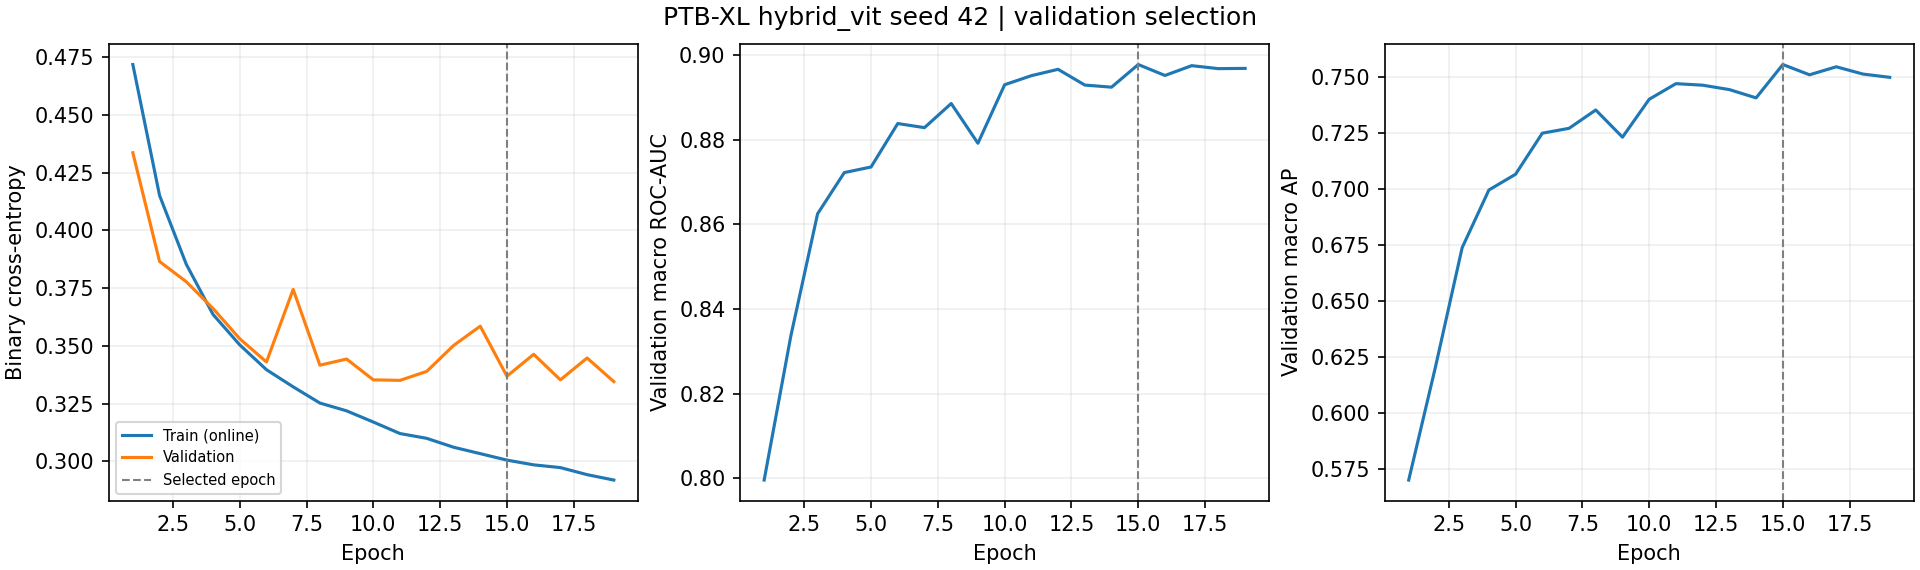 PTB-XL hybrid_vit seed 42 | validation selection
Binary cross-entropy
0.475
0.450
0.425
0.400
0.375
0.350
0.325
0.300
Train (online)
Validation
Selected epoch
2.5 5.0 7.5 10.0 12.5 15.0 17.5
Epoch
Validation macro ROC-AUC
0.90
0.88
0.86
0.84
0.82
0.80
2.5 5.0 7.5 10.0 12.5 15.0 17.5
Epoch
Validation macro AP
0.750
0.725
0.700
0.675
0.650
0.625
0.600
0.575
2.5 5.0 7.5 10.0 12.5 15.0 17.5
Epoch